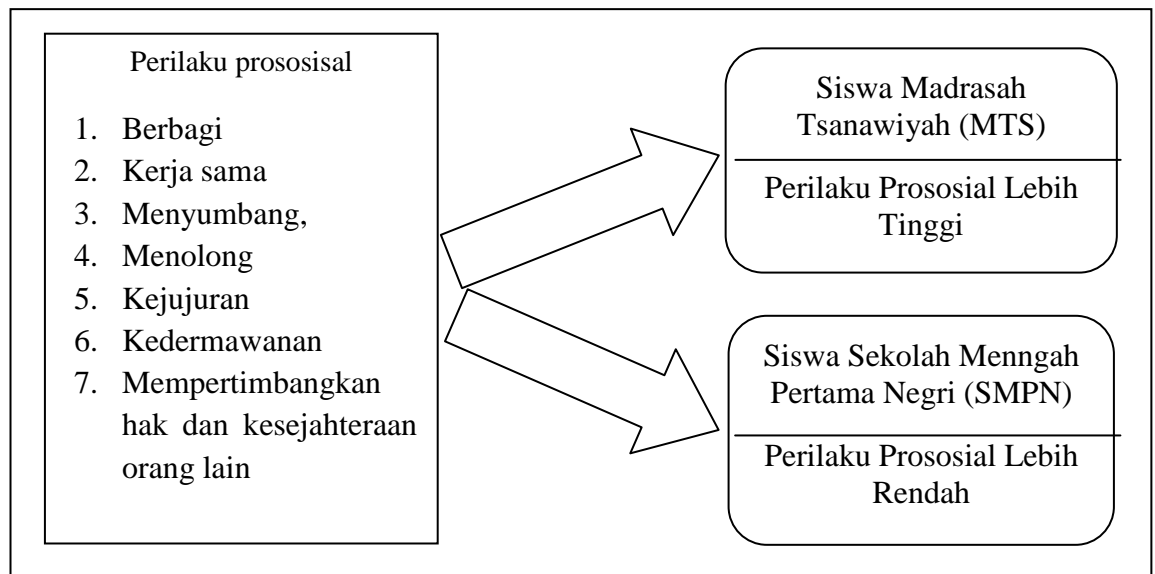 Perilaku prososisal
1. Berbagi
2. Kerja sama
3. Menyumbang,
4. Menolong
5. Kejujuran
6. Kedermawanan
7. Mempertimbangkan
hak dan kesejahteraan
orang lain
Siswa Madrasah
Tsanawiyah (MTS)
Perilaku Prososial Lebih
Tinggi
Siswa Sekolah Menngah
Pertama Negri (SMPN)
Perilaku Prososial Lebih
Rendah